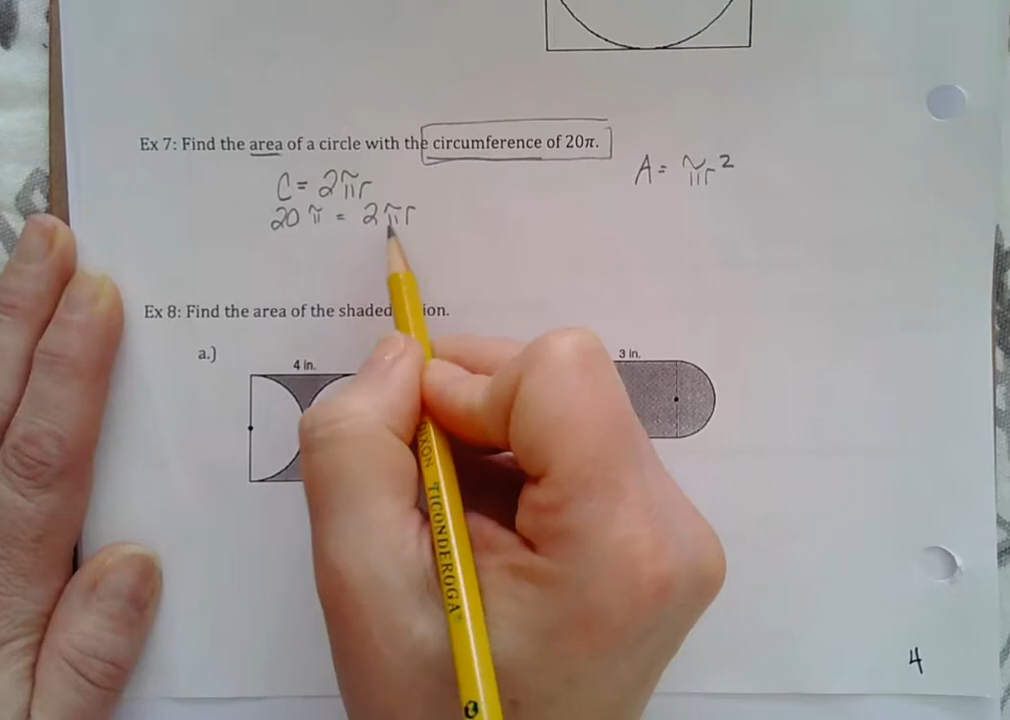 Ex 7: Find the area of a circle with the circumference of 20π.
C = 2πr
A = πr²
20π = 2πr
Ex 8: Find the area of the shaded ion.
a.)
4 in.
3 in.
DIXON TICONDEROGA
4